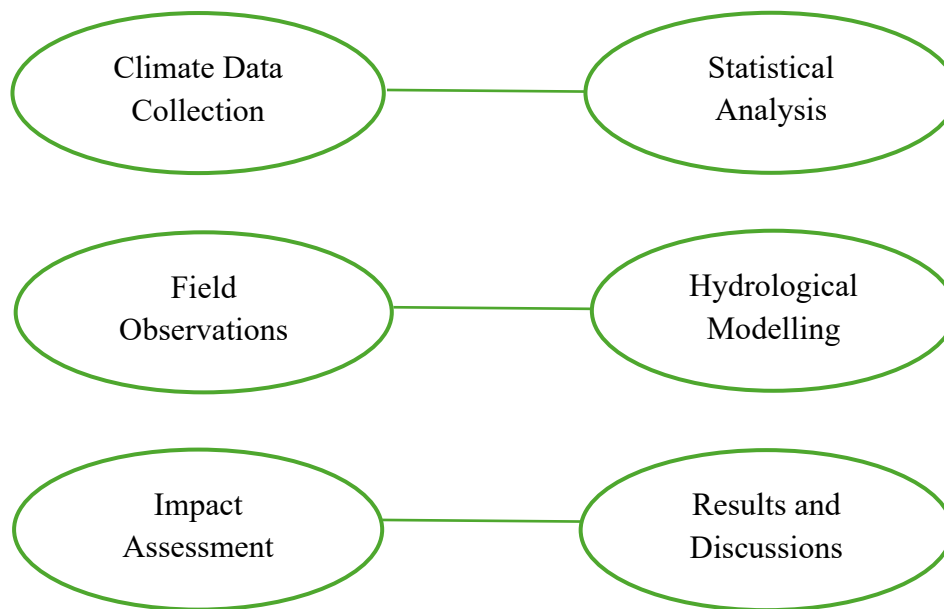 Climate Data
Collection
Statistical
Analysis
Field
Observations
Hydrological
Modelling
Impact
Assessment
Results and
Discussions